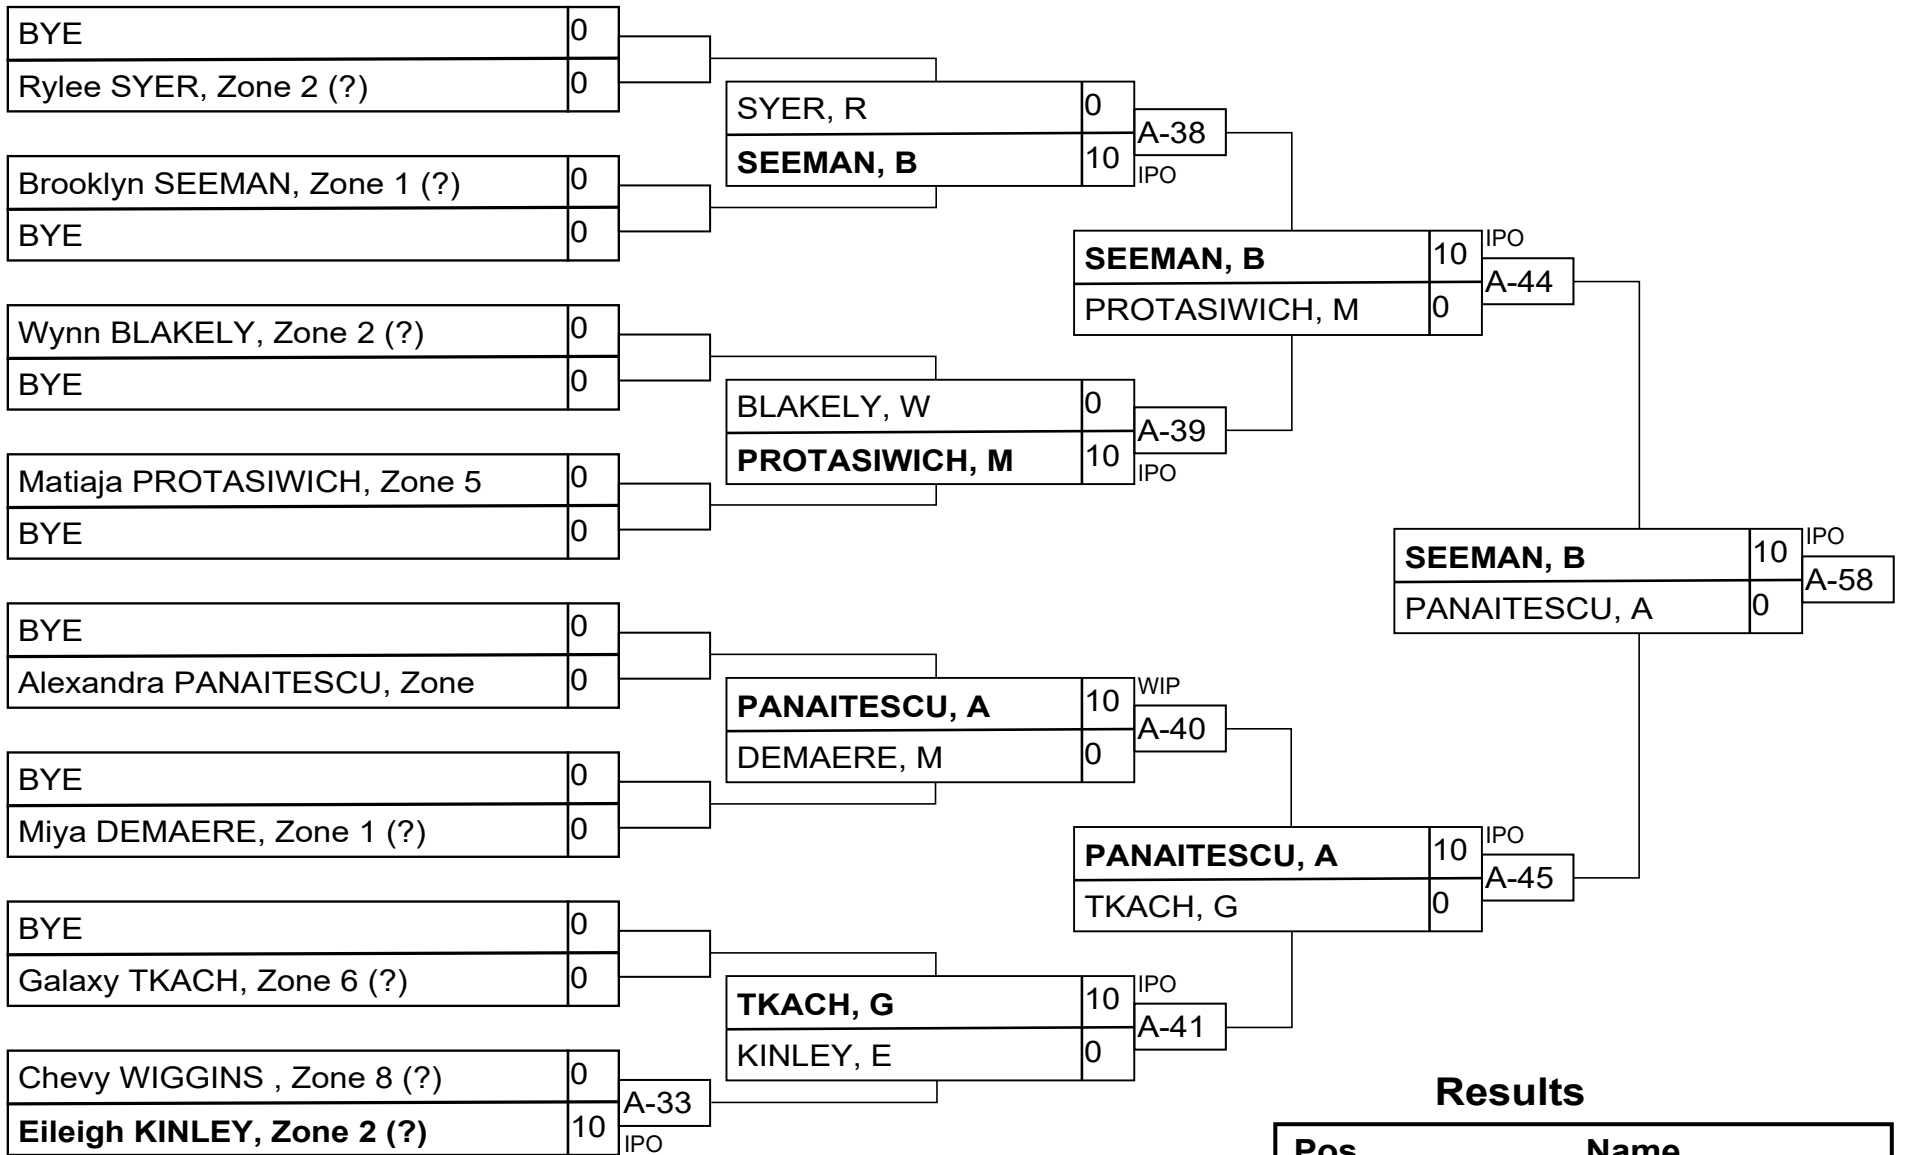 BYE 0
Rylee SYER, Zone 2 (?) 0
Brooklyn SEEMAN, Zone 1 (?) 0
BYE 0
Wynn BLAKELY, Zone 2 (?) 0
BYE 0
Matiaja PROTASIWICH, Zone 5 0
BYE 0
BYE 0
Alexandra PANAITESCU, Zone 0
BYE 0
Miya DEMAERE, Zone 1 (?) 0
BYE 0
Galaxy TKACH, Zone 6 (?) 0
Chevy WIGGINS , Zone 8 (?) 0
A-33
Eileigh KINLEY, Zone 2 (?) 10
IPO
SYER, R 0
A-38
SEEMAN, B 10
IPO
BLAKELY, W 0
A-39
PROTASIWICH, M 10
IPO
PANAITESCU, A 10
WIP
A-40
DEMAERE, M 0
TKACH, G 10
IPO
A-41
KINLEY, E 0
SEEMAN, B 10
IPO
A-44
PROTASIWICH, M 0
PANAITESCU, A 10
IPO
A-45
TKACH, G 0
SEEMAN, B 10
IPO
A-58
PANAITESCU, A 0
Results
Pos Name